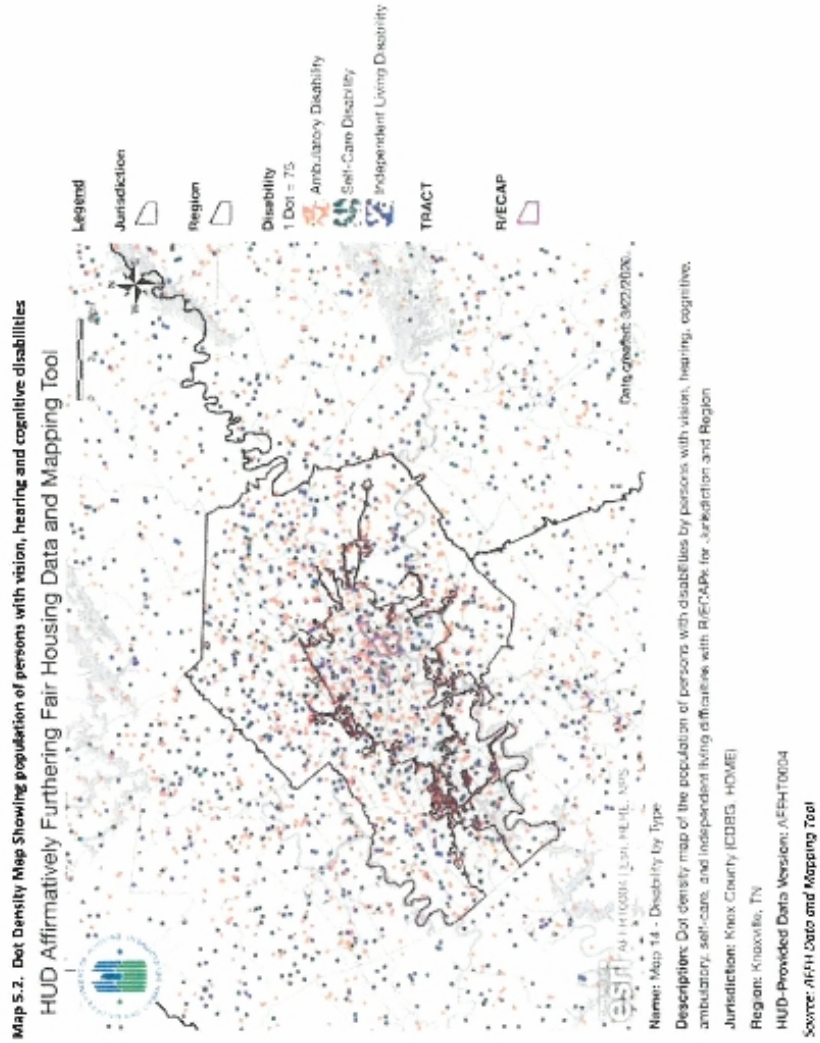 Map 5.2. Dot Density Map Showing population of persons with vision, hearing and cognitive disabilities
HUD Affirmatively Furthering Fair Housing Data and Mapping Tool
Legend
Jurisdiction
Region
Disability
1 Dot = 75
Ambulatory Disability
Self-Care Disability
Independent Living Disability
TRACT
R/ECAP
N
Date created: 3/22/2020
esri
AFFHT0004 | Esri, HERE, NPS
Name: Map 14 - Disability by Type
Description: Dot density map of the population of persons with disabilities by persons with vision, hearing, cognitive,
ambulatory, self-care, and independent living difficulties with R/ECAPs for Jurisdiction and Region
Jurisdiction: Knox County (CDBG, HOME)
Region: Knoxville, TN
HUD-Provided Data Version: AFFHT0004
Source: AFFH Data and Mapping Tool